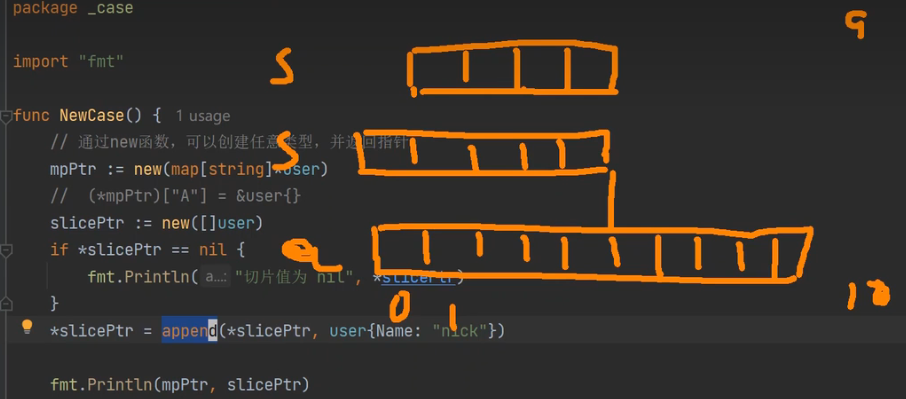 package _case
9
import "fmt"
S
func NewCase() { 1 usage
// 通过new函数，可以创建任意类型，并返回指针
S
mpPtr := new(map[string]*user)
// (*mpPtr)["A"] = &user{}
slicePtr := new([]user)
if *slicePtr == nil {
fmt.Println( a...: "切片值为 nil", *slicePtr)
}
0 1 10
*slicePtr = append(*slicePtr, user{Name: "nick"})
fmt.Println(mpPtr, slicePtr)